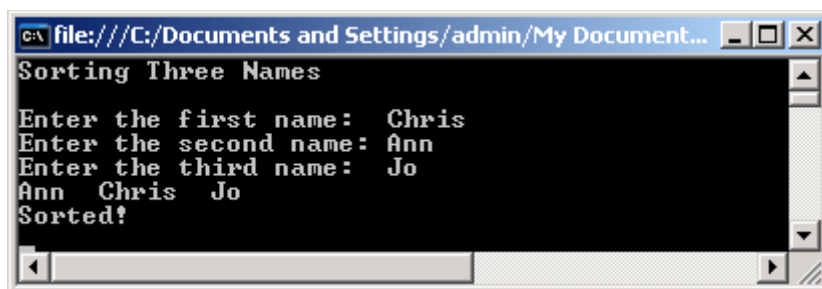 file:///C:/Documents and Settings/admin/My Document...
Sorting Three Names
Enter the first name:  Chris
Enter the second name: Ann
Enter the third name:  Jo
Ann  Chris  Jo
Sorted!